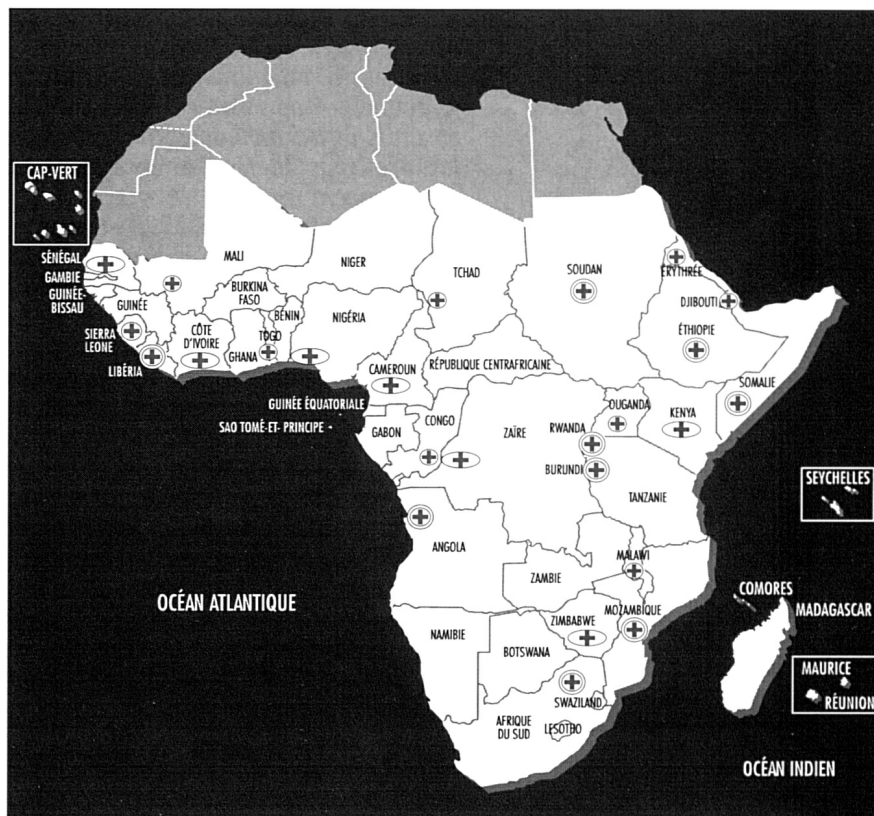 CAP-VERT
SÉNÉGAL
GAMBIE
GUINÉE-
BISSAU
GUINÉE
SIERRA
LEONE
LIBÉRIA
MALI
BURKINA
FASO
CÔTE
D'IVOIRE
GHANA
TOGO
BÉNIN
NIGER
NIGÉRIA
TCHAD
SOUDAN
ÉRYTHRÉE
DJIBOUTI
ÉTHIOPIE
SOMALIE
CAMEROUN
RÉPUBLIQUE CENTRAFRICAINE
GUINÉE ÉQUATORIALE
SAO TOMÉ-ET- PRINCIPE
GABON
CONGO
ZAÏRE
OUGANDA
KENYA
RWANDA
BURUNDI
TANZANIE
SEYCHELLES
ANGOLA
ZAMBIE
MALAWI
MOZAMBIQUE
ZIMBABWE
COMORES
MADAGASCAR
OCÉAN ATLANTIQUE
NAMIBIE
BOTSWANA
SWAZILAND
AFRIQUE
DU SUD
LESOTHO
MAURICE
RÉUNION
OCÉAN INDIEN